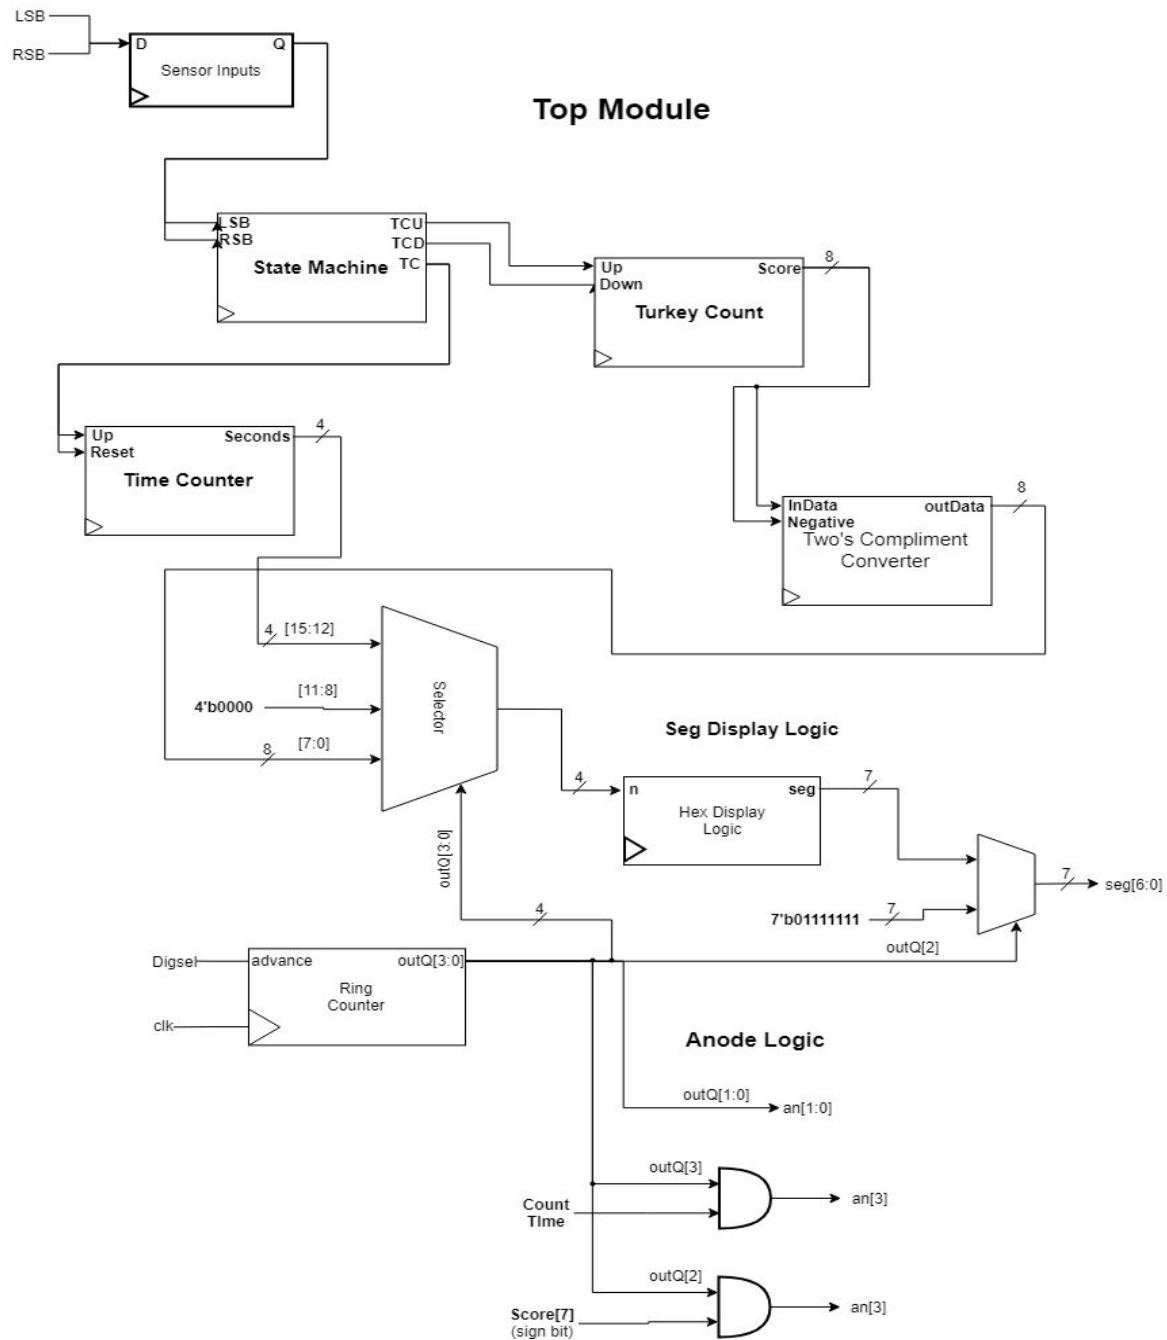 LSB
RSB
D
Q
Sensor Inputs
Top Module
LSB
RSB
TCU
TCD
TC
State Machine
Up
Down
Score
8
Turkey Count
Up
Reset
Seconds
4
Time Counter
InData
Negative
outData
8
Two's Compliment
Converter
4
[15:12]
4'b0000
[11:8]
8
[7:0]
Selector
outQ[3:0]
4
Seg Display Logic
4
n
seg
7
Hex Display
Logic
7'b01111111
7
7
seg[6:0]
outQ[2]
Digsel
advance
outQ[3:0]
Ring
Counter
clk
Anode Logic
outQ[1:0]
an[1:0]
outQ[3]
Count
TIme
an[3]
outQ[2]
Score[7]
(sign bit)
an[3]